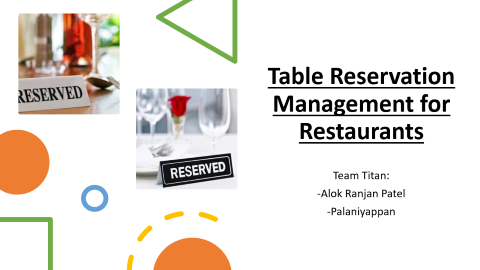 RESERVED
RESERVED
Table Reservation
Management for
Restaurants
Team Titan:
-Alok Ranjan Patel
-Palaniyappan